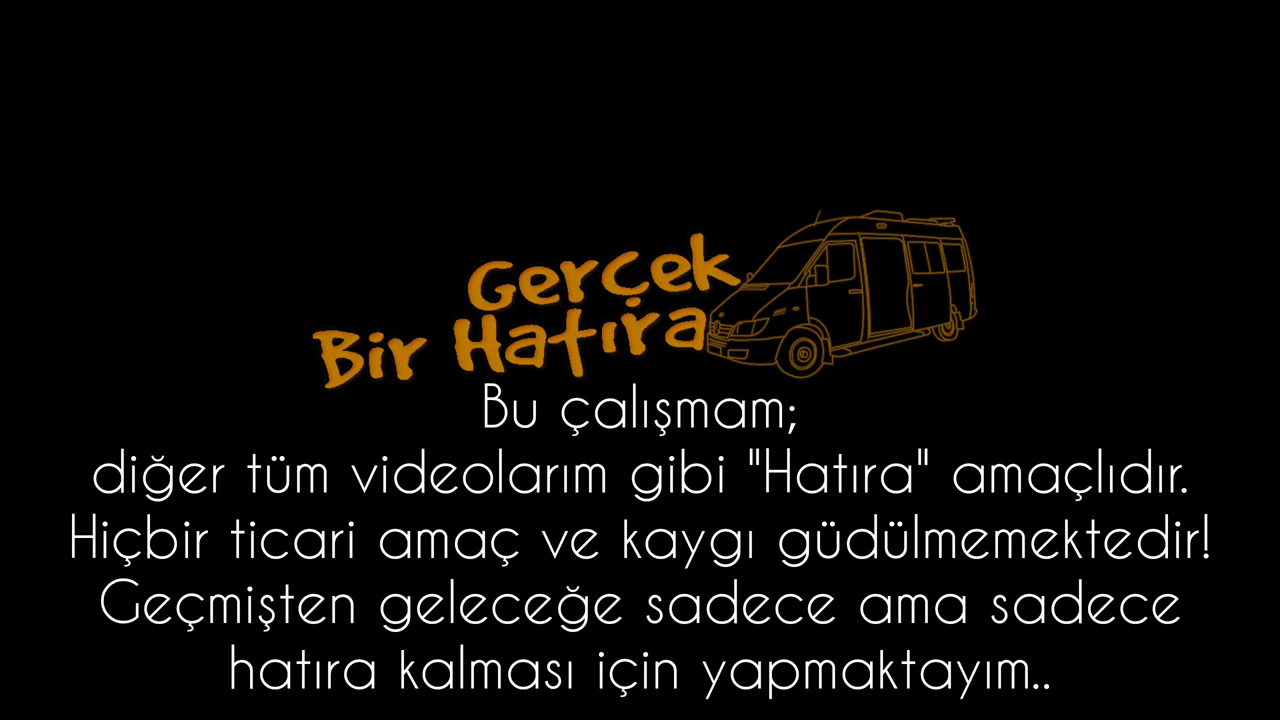 Gerçek
Bir Hatıra
Bu çalışmam;
diğer tüm videolarım gibi "Hatıra" amaçlıdır.
Hiçbir ticari amaç ve kaygı güdülmemektedir!
Geçmişten geleceğe sadece ama sadece
hatıra kalması için yapmaktayım..